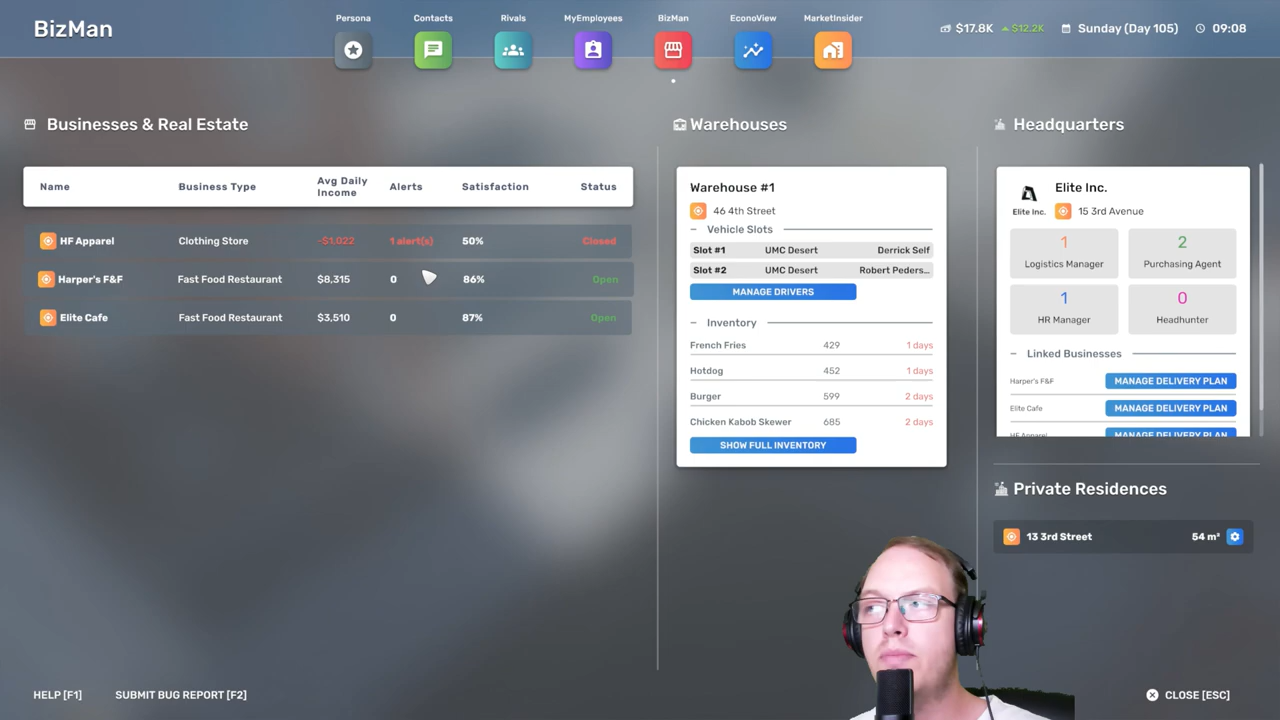 BizMan
Persona
Contacts
Rivals
MyEmployees
BizMan
EconoView
MarketInsider
$17.8K
$12.2K
Sunday (Day 105)
09:08
Businesses & Real Estate
Name
Business Type
Avg Daily
Income
Alerts
Satisfaction
Status
HF Apparel
Clothing Store
-$1,022
1 alert(s)
50%
Closed
Harper's F&F
Fast Food Restaurant
$8,315
0
86%
Open
Elite Cafe
Fast Food Restaurant
$3,510
0
87%
Open
Warehouses
Warehouse #1
46 4th Street
Vehicle Slots
Slot #1 UMC Desert Derrick Self
Slot #2 UMC Desert Robert Peders...
MANAGE DRIVERS
Inventory
French Fries 429 1 days
Hotdog 452 1 days
Burger 599 2 days
Chicken Kabob Skewer 685 2 days
SHOW FULL INVENTORY
Headquarters
Elite Inc.
Elite Inc.
15 3rd Avenue
1
Logistics Manager
2
Purchasing Agent
1
HR Manager
0
Headhunter
Linked Businesses
Harper's F&F MANAGE DELIVERY PLAN
Elite Cafe MANAGE DELIVERY PLAN
HF Apparel MANAGE DELIVERY PLAN
Private Residences
13 3rd Street 54 m²
HELP [F1]
SUBMIT BUG REPORT [F2]
CLOSE [ESC]